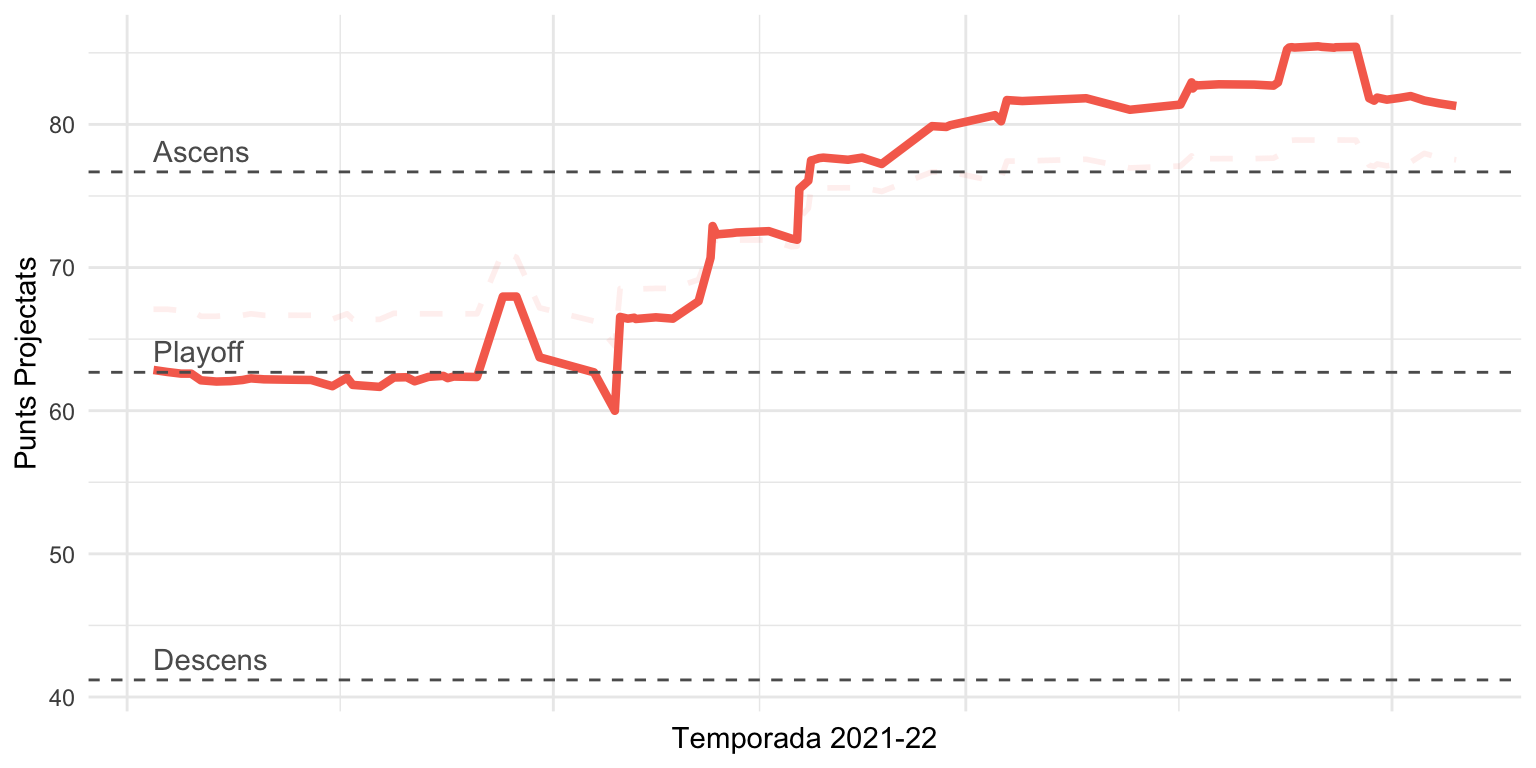 80
Ascens
70
Playoff
60
Punts Projectats
50
Descens
40
Temporada 2021-22